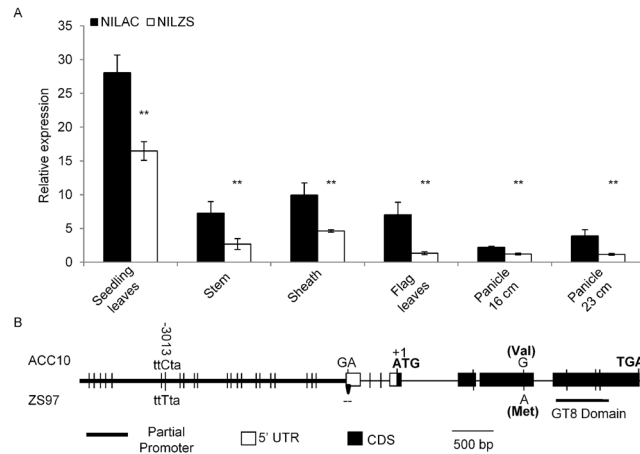 A
NILAC NILZS
Relative expression
35
30
25
20
15
10
5
0
** ** ** ** ** **
Seedling leaves
Stem
Sheath
Flag leaves
Panicle 16 cm
Panicle 23 cm
B
ACC10
-3013
ttCta
GA
+1
ATG
(Val)
G
TGA
ZS97
ttTta
--
A
(Met)
GT8 Domain
Partial Promoter
5' UTR
CDS
500 bp